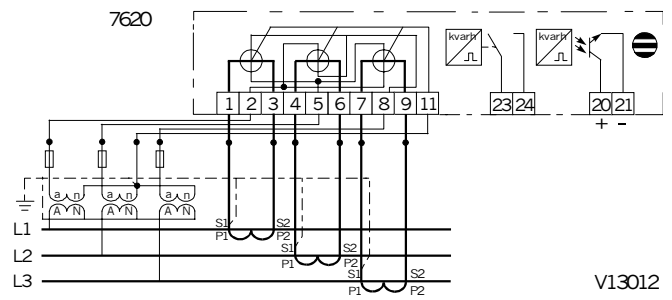 7620
kvarh
kvarh
1 2 3 4 5 6 7 8 9 11
23 24
20 21
+ -
a n a n a n
A N A N A N
L1
S1 S2
P1 P2
L2
S1 S2
P1 P2
L3
S1 S2
P1 P2
V13012